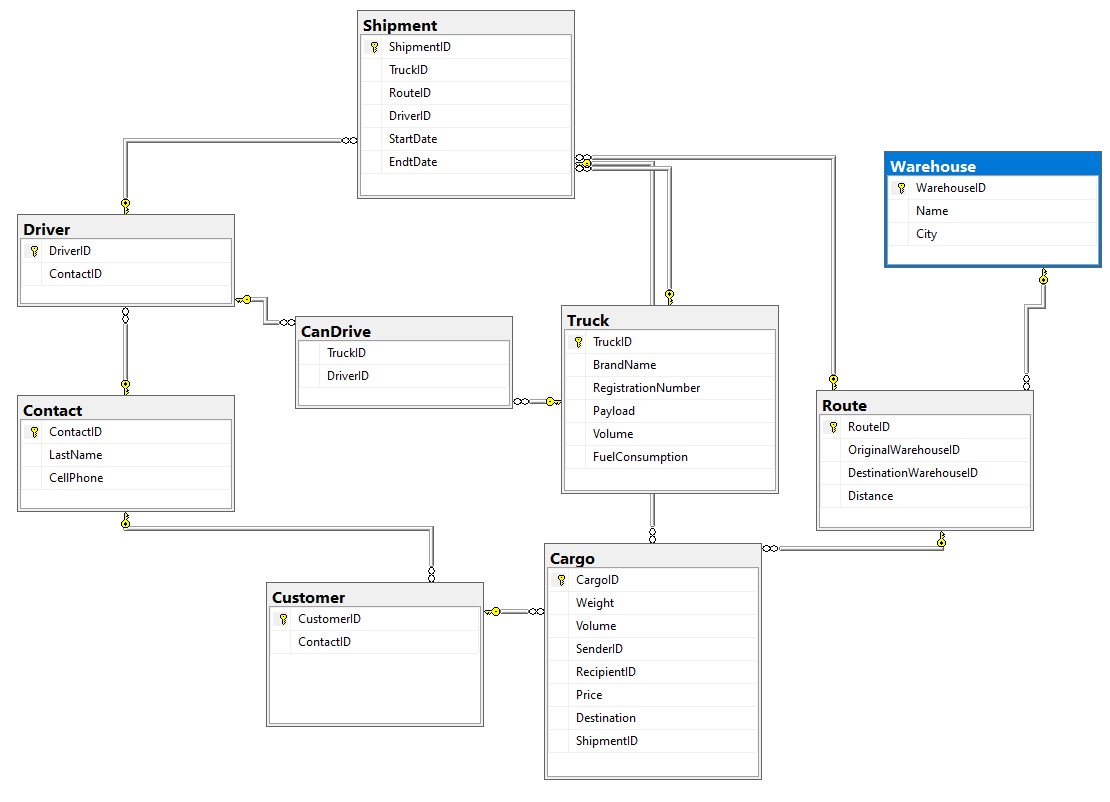 Shipment
ShipmentID
TruckID
RouteID
DriverID
StartDate
EndtDate
Warehouse
WarehouseID
Name
City
Driver
DriverID
ContactID
CanDrive
TruckID
DriverID
Truck
TruckID
BrandName
RegistrationNumber
Payload
Volume
FuelConsumption
Route
RouteID
OriginalWarehouseID
DestinationWarehouseID
Distance
Contact
ContactID
LastName
CellPhone
Customer
CustomerID
ContactID
Cargo
CargoID
Weight
Volume
SenderID
RecipientID
Price
Destination
ShipmentID